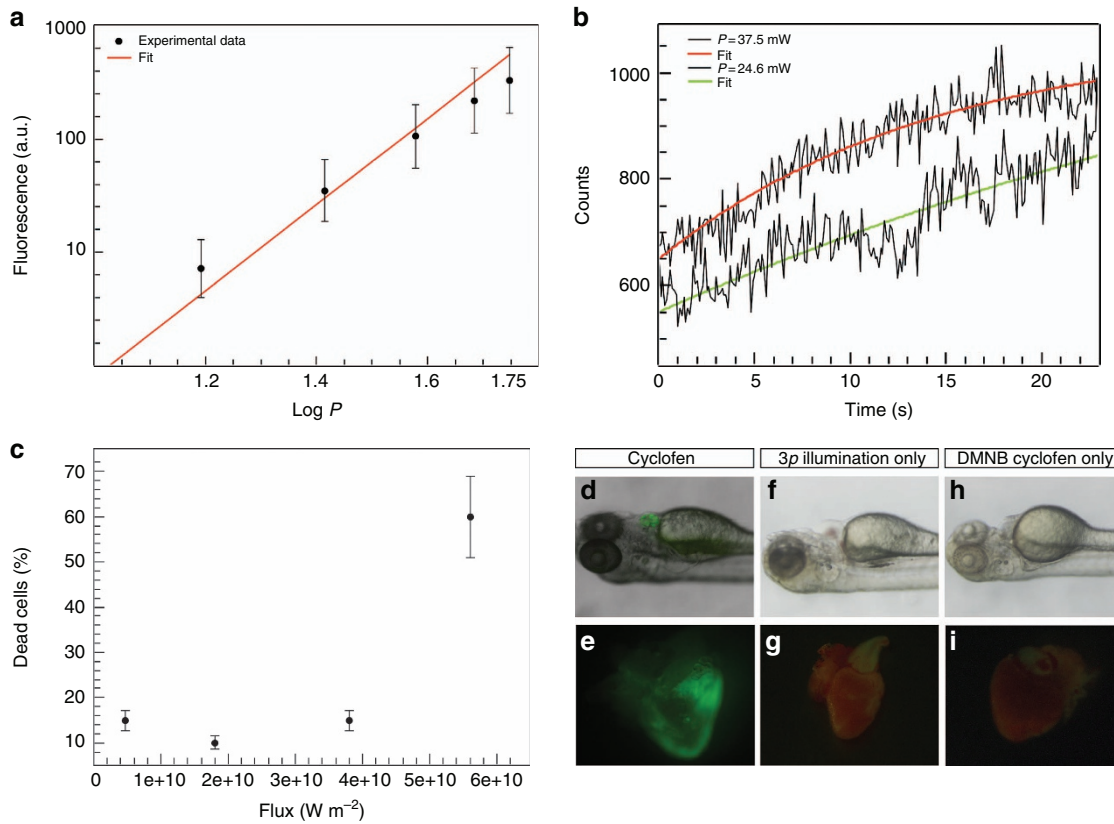 a
1000
100
10
Fluorescence (a.u.)
Experimental data
Fit
1.2
1.4
1.6
1.75
Log P
b
1000
800
600
Counts
P = 37.5 mW
Fit
P = 24.6 mW
Fit
0
5
10
15
20
Time (s)
c
70
60
50
40
30
20
10
Dead cells (%)
0
1e+10
2e+10
3e+10
4e+10
5e+10
6e+10
Flux (W m⁻²)
Cyclofen
3p illumination only
DMNB cyclofen only
d
f
h
e
g
i